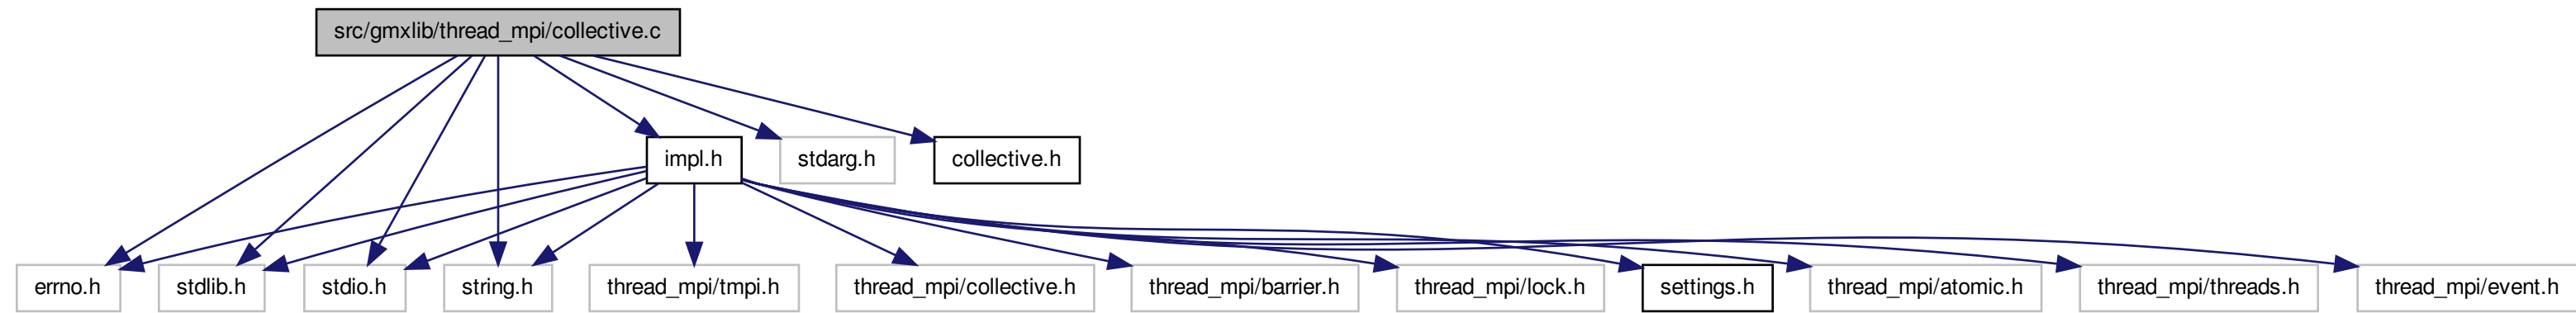 src/gmxlib/thread_mpi/collective.c
impl.h
stdarg.h
collective.h
errno.h
stdlib.h
stdio.h
string.h
thread_mpi/tmpi.h
thread_mpi/collective.h
thread_mpi/barrier.h
thread_mpi/lock.h
settings.h
thread_mpi/atomic.h
thread_mpi/threads.h
thread_mpi/event.h